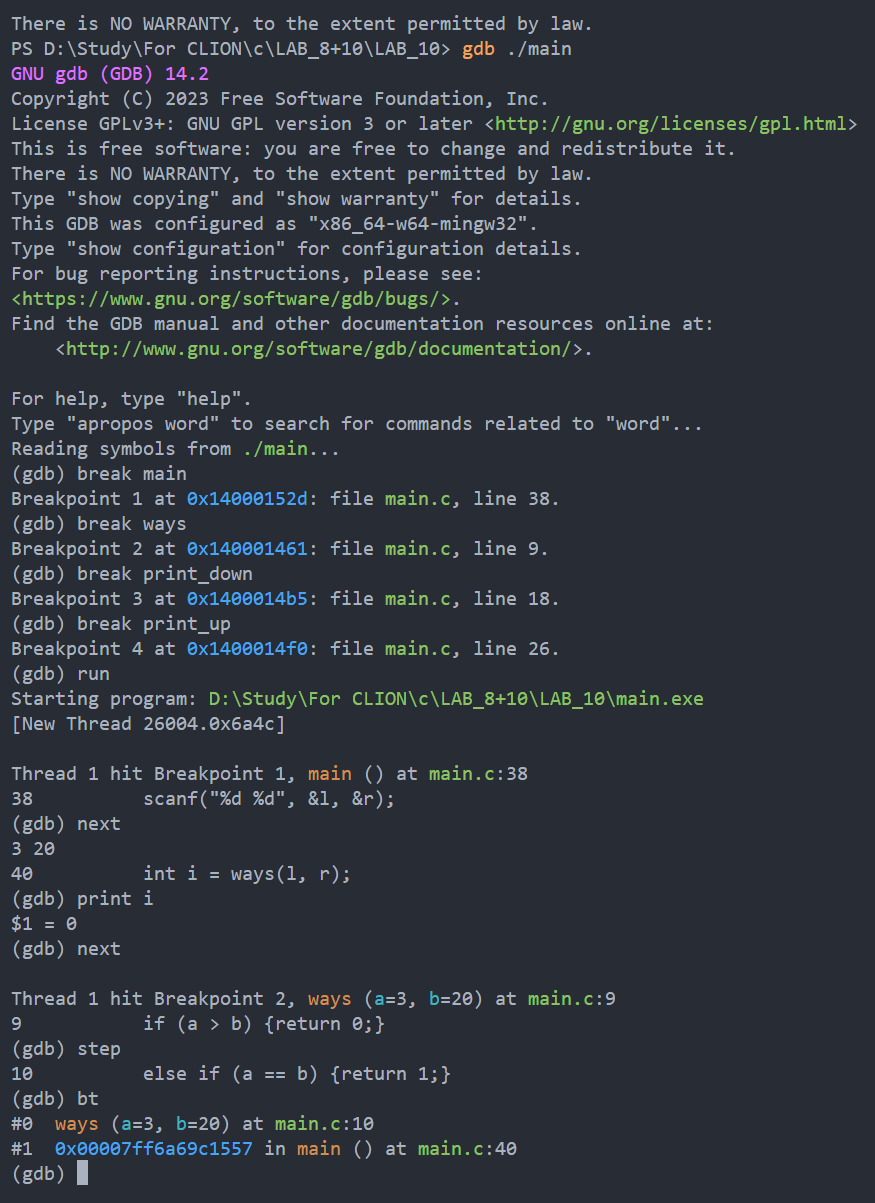 There is NO WARRANTY, to the extent permitted by law.
PS D:\Study\For CLION\c\LAB_8+10\LAB_10> gdb ./main
GNU gdb (GDB) 14.2
Copyright (C) 2023 Free Software Foundation, Inc.
License GPLv3+: GNU GPL version 3 or later <http://gnu.org/licenses/gpl.html>
This is free software: you are free to change and redistribute it.
There is NO WARRANTY, to the extent permitted by law.
Type "show copying" and "show warranty" for details.
This GDB was configured as "x86_64-w64-mingw32".
Type "show configuration" for configuration details.
For bug reporting instructions, please see:
<https://www.gnu.org/software/gdb/bugs/>.
Find the GDB manual and other documentation resources online at:
    <http://www.gnu.org/software/gdb/documentation/>.

For help, type "help".
Type "apropos word" to search for commands related to "word"...
Reading symbols from ./main...
(gdb) break main
Breakpoint 1 at 0x14000152d: file main.c, line 38.
(gdb) break ways
Breakpoint 2 at 0x140001461: file main.c, line 9.
(gdb) break print_down
Breakpoint 3 at 0x1400014b5: file main.c, line 18.
(gdb) break print_up
Breakpoint 4 at 0x1400014f0: file main.c, line 26.
(gdb) run
Starting program: D:\Study\For CLION\c\LAB_8+10\LAB_10\main.exe
[New Thread 26004.0x6a4c]

Thread 1 hit Breakpoint 1, main () at main.c:38
38          scanf("%d %d", &l, &r);
(gdb) next
3 20
40          int i = ways(l, r);
(gdb) print i
$1 = 0
(gdb) next

Thread 1 hit Breakpoint 2, ways (a=3, b=20) at main.c:9
9           if (a > b) {return 0;}
(gdb) step
10          else if (a == b) {return 1;}
(gdb) bt
#0  ways (a=3, b=20) at main.c:10
#1  0x00007ff6a69c1557 in main () at main.c:40
(gdb)